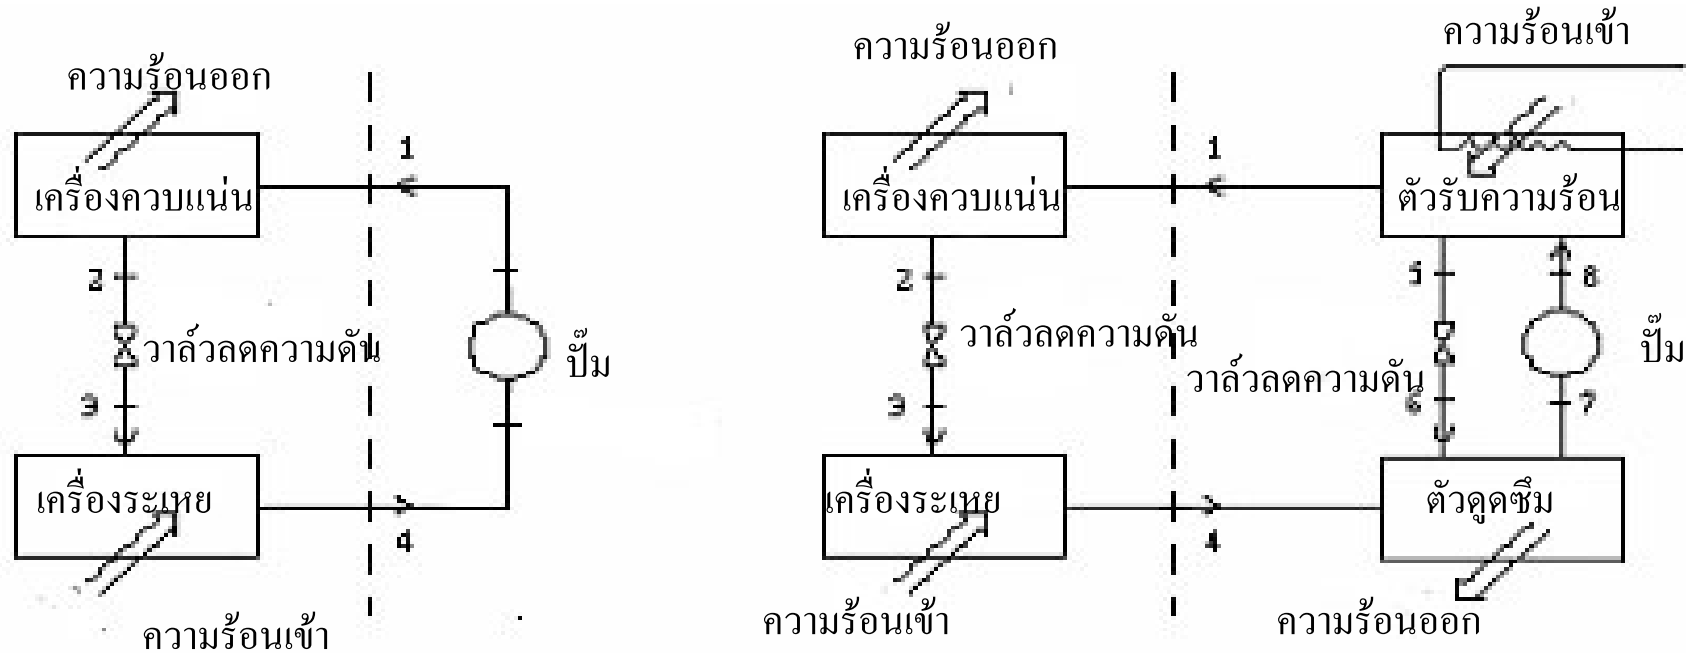 ความร้อนออก
1
เครื่องควบแน่น
2
วาล์วลดความดัน
ปั๊ม
3
เครื่องระเหย
4
ความร้อนเข้า
ความร้อนออก
ความร้อนเข้า
1
เครื่องควบแน่น
ตัวรับความร้อน
2
5
8
วาล์วลดความดัน
ปั๊ม
วาล์วลดความดัน
3
6
7
เครื่องระเหย
ตัวดูดซึม
4
ความร้อนเข้า
ความร้อนออก